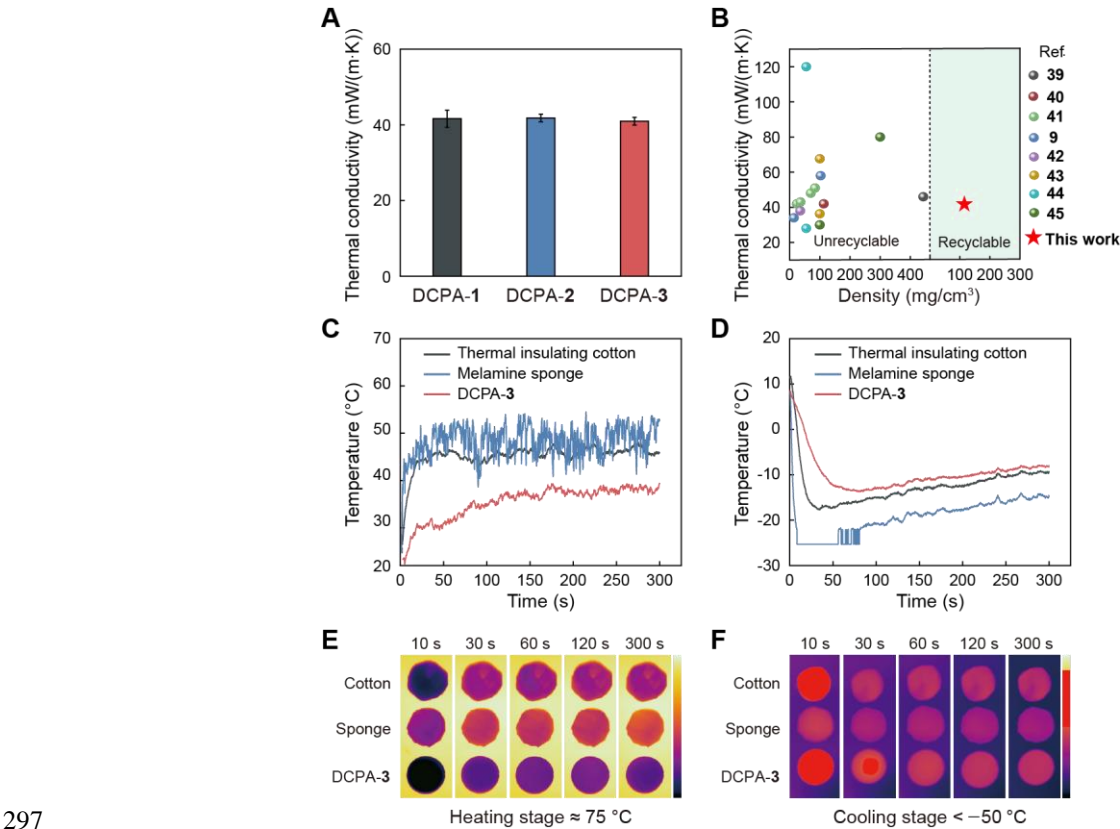 A
Thermal conductivity (mW/(m·K))
60
40
20
0
DCPA-1 DCPA-2 DCPA-3
B
Thermal conductivity (mW/(m·K))
120
100
80
60
40
20
Unrecyclable Recyclable
0 100 200 300 400 100 200 300
Density (mg/cm³)
Ref.
39
40
41
9
42
43
44
45
This work
C
Temperature (°C)
70
60
50
40
30
20
Thermal insulating cotton
Melamine sponge
DCPA-3
0 50 100 150 200 250 300
Time (s)
D
Temperature (°C)
20
10
0
-10
-20
-30
Thermal insulating cotton
Melamine sponge
DCPA-3
0 50 100 150 200 250 300
Time (s)
E
10 s 30 s 60 s 120 s 300 s
Cotton
Sponge
DCPA-3
Heating stage ≈ 75 °C
F
10 s 30 s 60 s 120 s 300 s
Cotton
Sponge
DCPA-3
Cooling stage < −50 °C
297